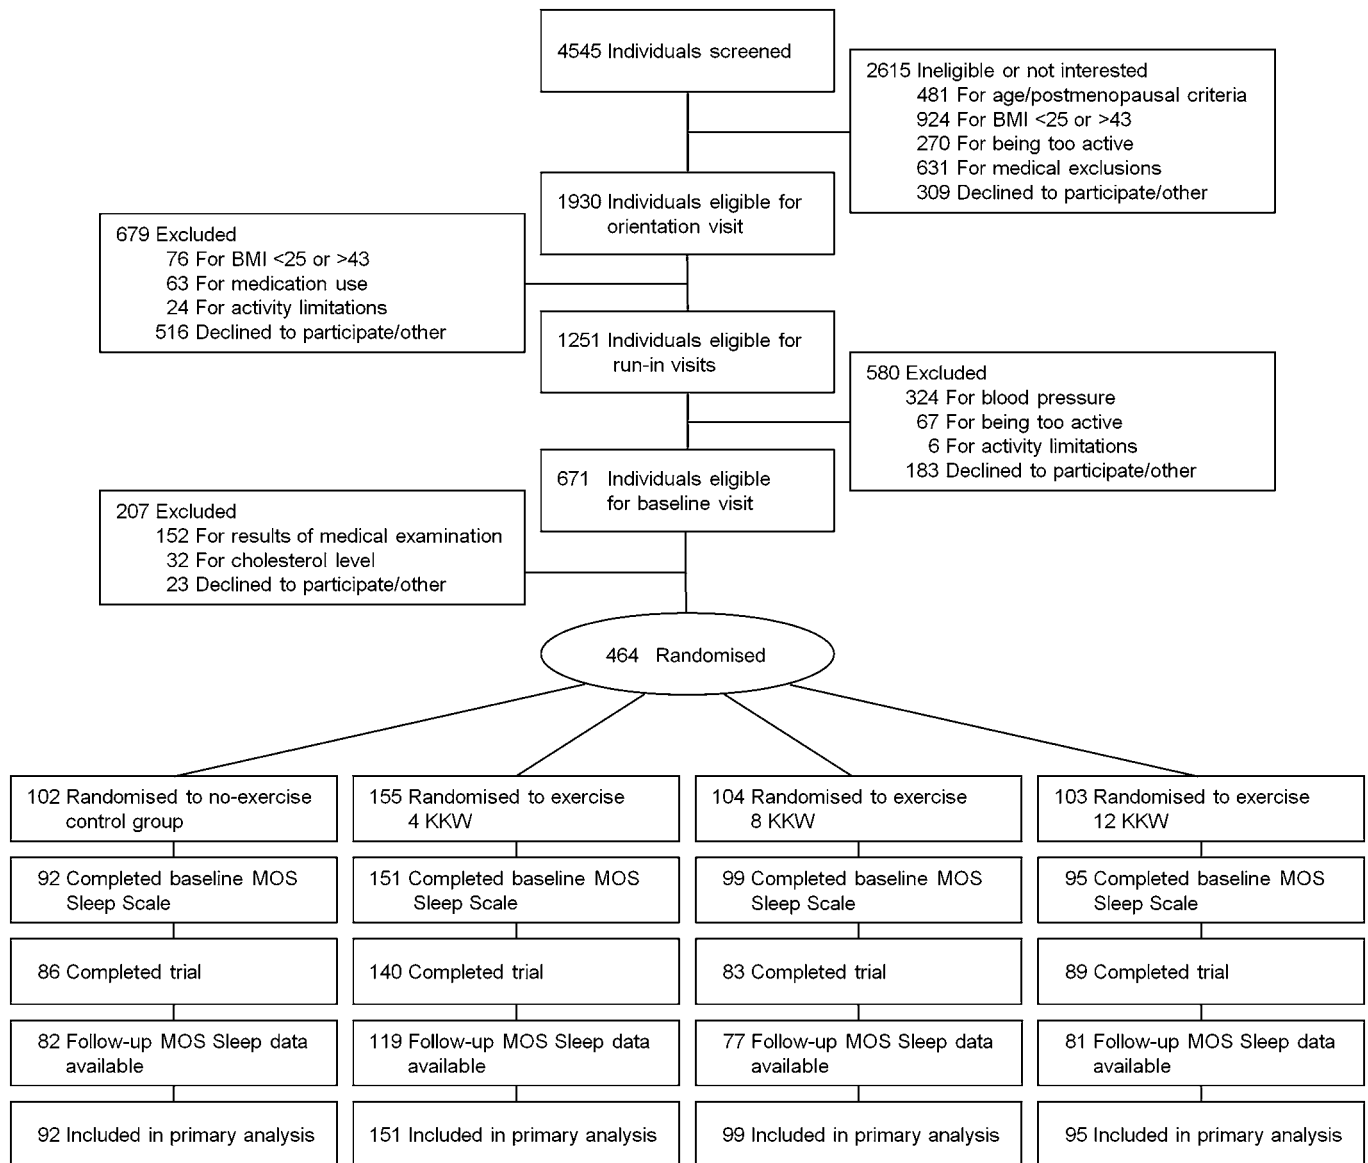 4545 Individuals screened
2615 Ineligible or not interested
481 For age/postmenopausal criteria
924 For BMI <25 or >43
270 For being too active
631 For medical exclusions
309 Declined to participate/other
1930 Individuals eligible for
orientation visit
679 Excluded
76 For BMI <25 or >43
63 For medication use
24 For activity limitations
516 Declined to participate/other
1251 Individuals eligible for
run-in visits
580 Excluded
324 For blood pressure
67 For being too active
6 For activity limitations
183 Declined to participate/other
671 Individuals eligible
for baseline visit
207 Excluded
152 For results of medical examination
32 For cholesterol level
23 Declined to participate/other
464 Randomised
102 Randomised to no-exercise
control group
155 Randomised to exercise
4 KKW
104 Randomised to exercise
8 KKW
103 Randomised to exercise
12 KKW
92 Completed baseline MOS
Sleep Scale
151 Completed baseline MOS
Sleep Scale
99 Completed baseline MOS
Sleep Scale
95 Completed baseline MOS
Sleep Scale
86 Completed trial
140 Completed trial
83 Completed trial
89 Completed trial
82 Follow-up MOS Sleep data
available
119 Follow-up MOS Sleep data
available
77 Follow-up MOS Sleep data
available
81 Follow-up MOS Sleep data
available
92 Included in primary analysis
151 Included in primary analysis
99 Included in primary analysis
95 Included in primary analysis